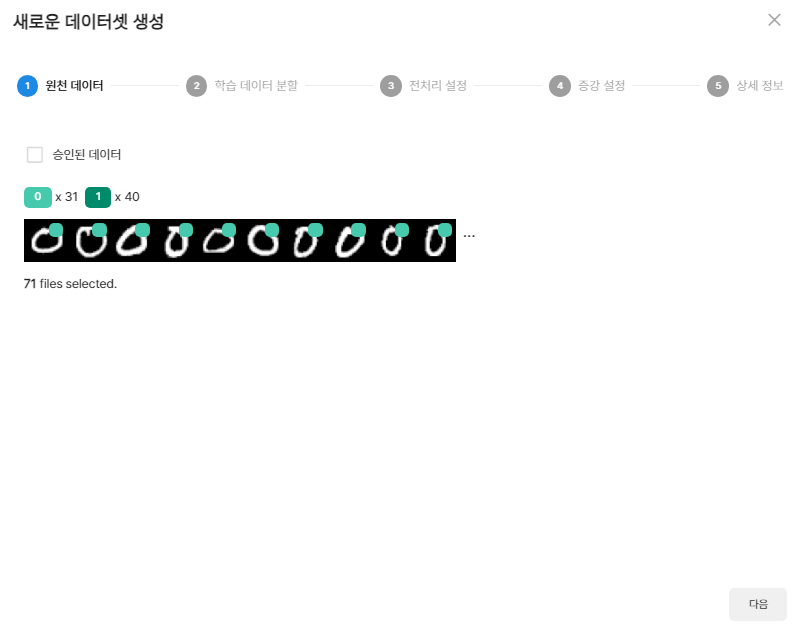 새로운 데이터셋 생성
1 원천 데이터 2 학습 데이터 분할 3 전처리 설정 4 증강 설정 5 상세 정보
승인된 데이터
0 x 31 1 x 40
...
71 files selected.
다음